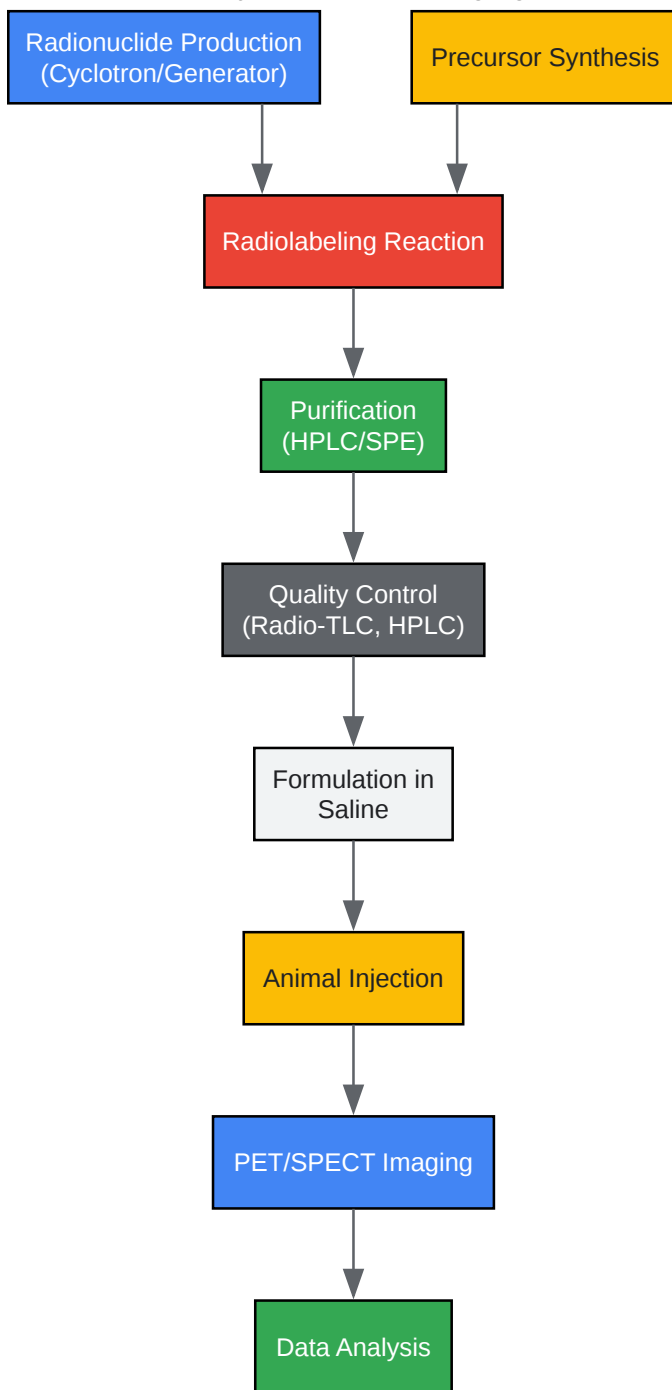 Radionuclide Production
(Cyclotron/Generator)
Precursor Synthesis
Radiolabeling Reaction
Purification
(HPLC/SPE)
Quality Control
(Radio-TLC, HPLC)
Formulation in
Saline
Animal Injection
PET/SPECT Imaging
Data Analysis